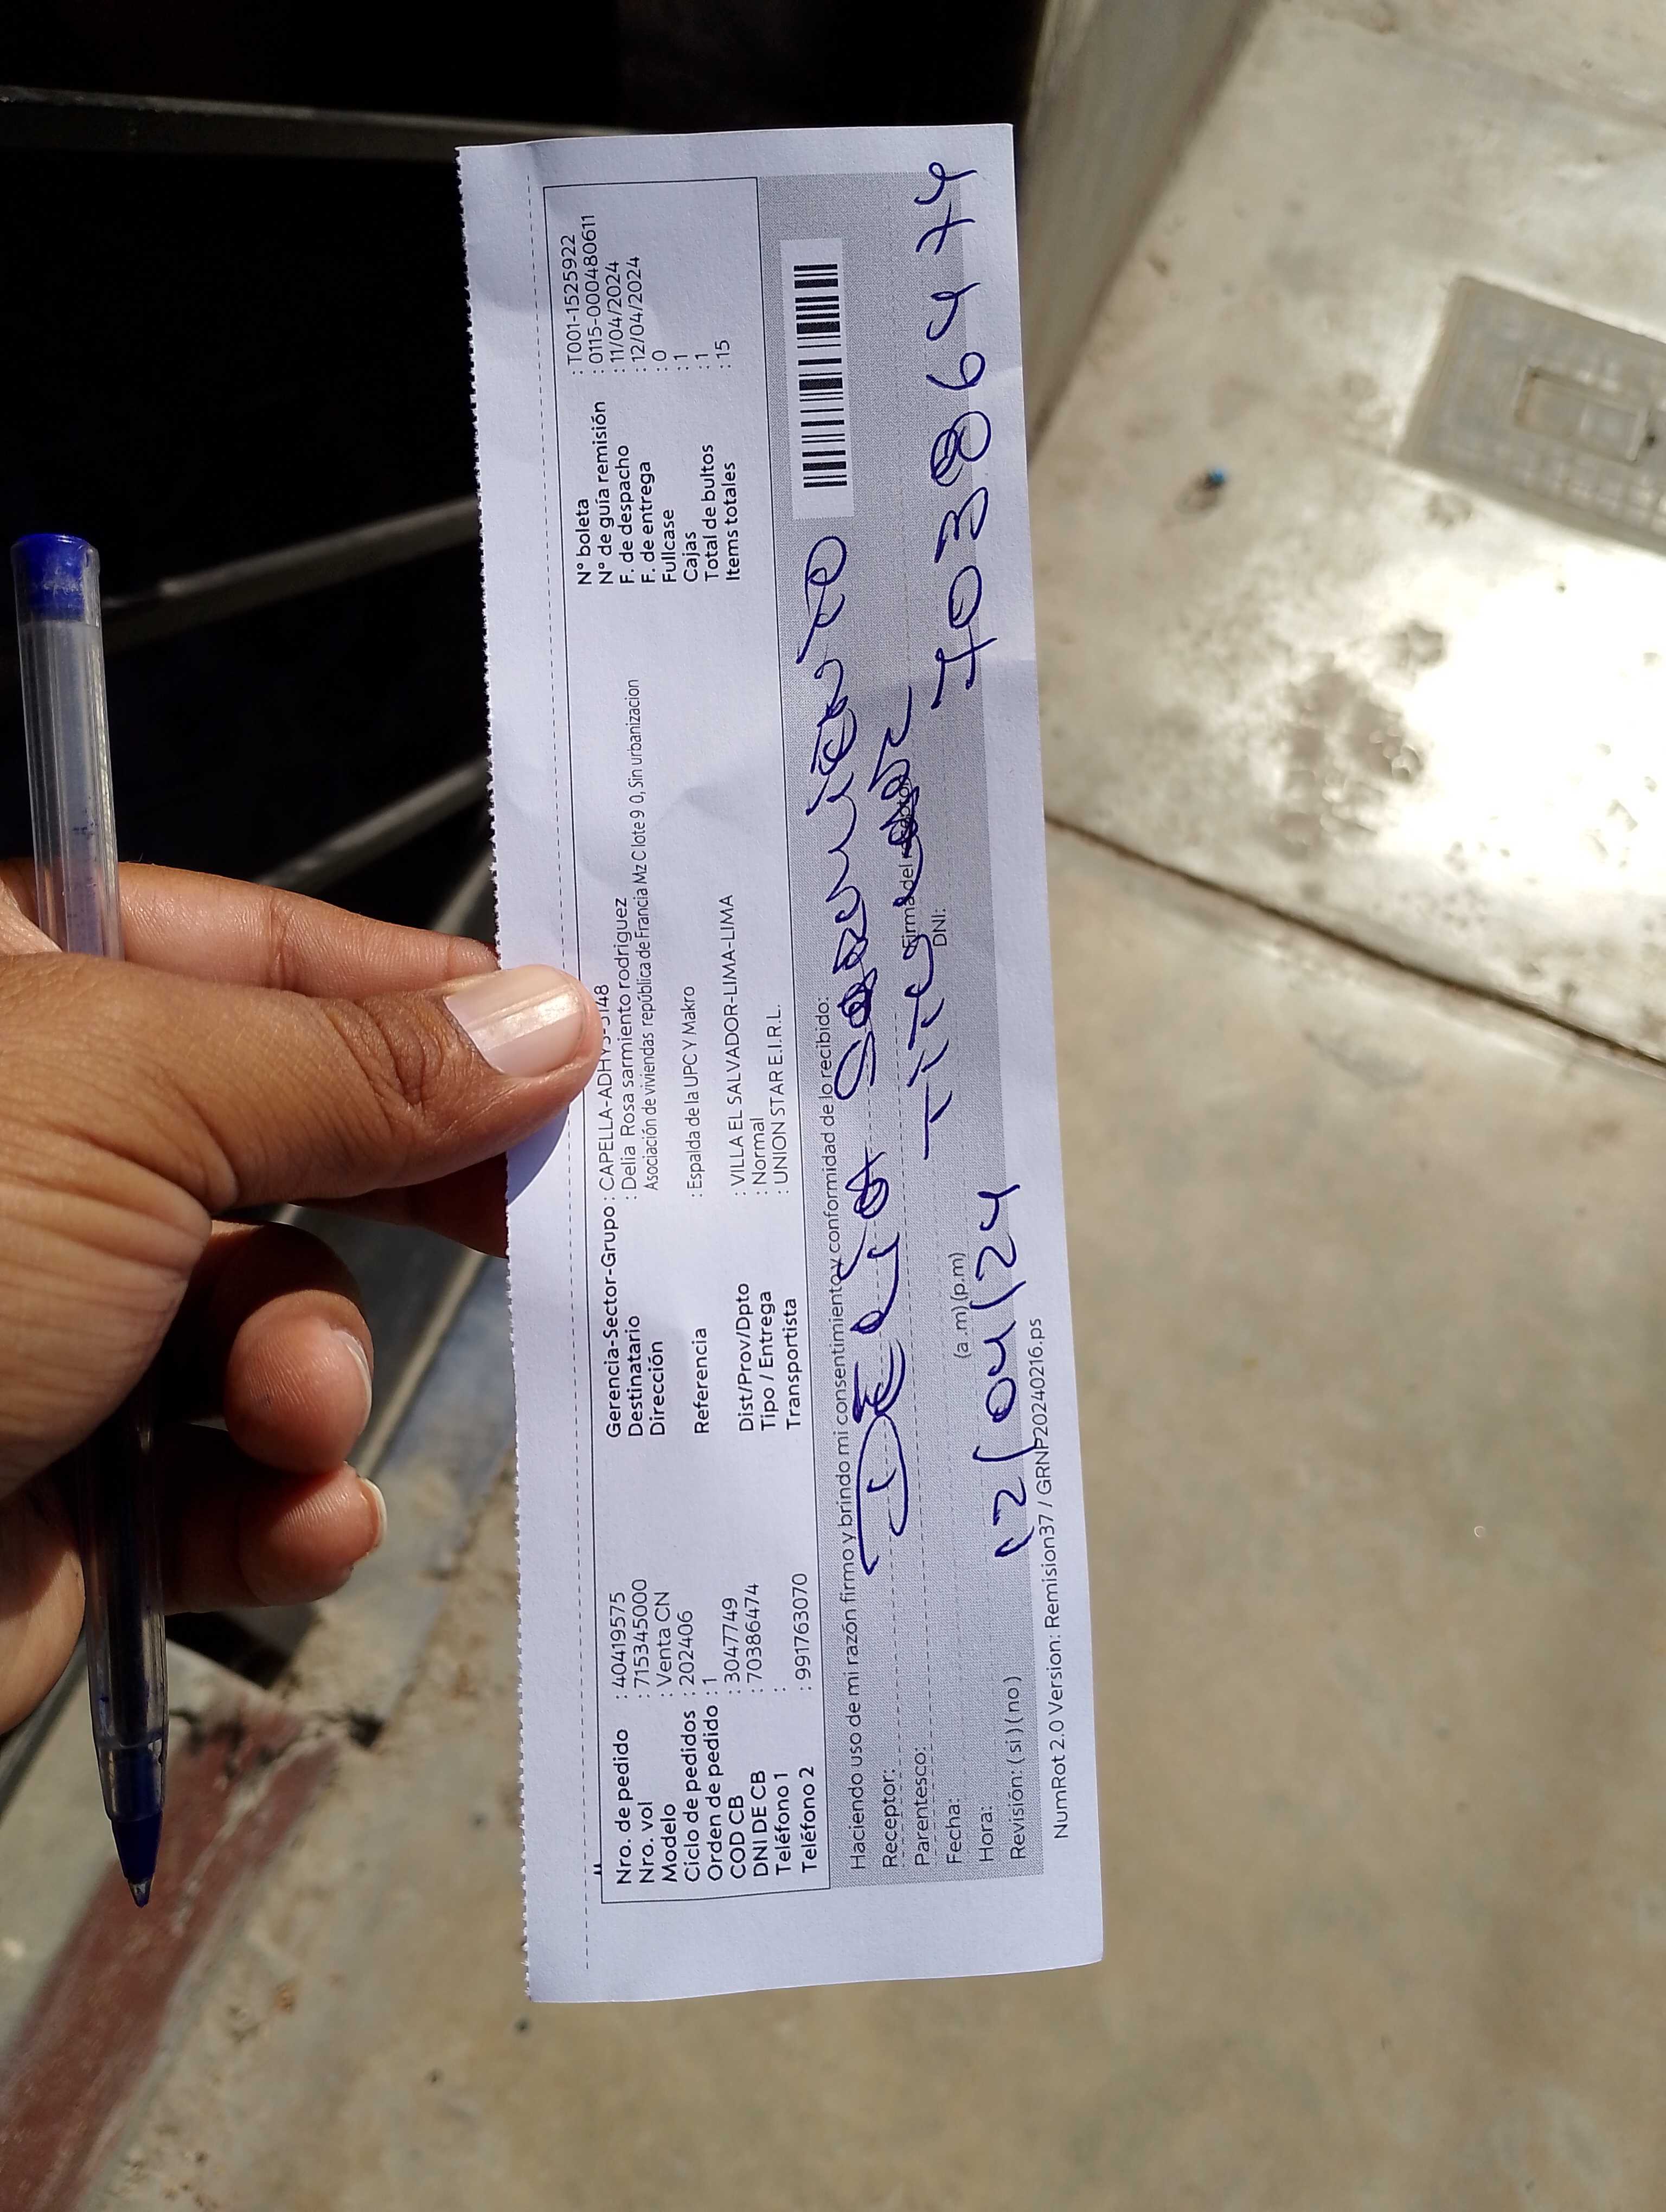 Nro. de pedido : 40419575
Nro. vol : 715345000
Modelo : Venta CN
Ciclo de pedidos : 202406
Orden de pedido : 1
COD CB : 3047749
DNI DE CB : 70386474
Teléfono 1 :
Teléfono 2 : 991763070
Gerencia-Sector-Grupo : CAPELLA-
Destinatario : Delia Rosa sarmiento rodriguez
Dirección Asociación de viviendas república de Francia Mz C lote 9 0, Sin urbanizacion
Referencia : Espalda de la UPC Y Makro
Dist/Prov/Dpto : VILLA EL SALVADOR-LIMA-LIMA
Tipo / Entrega : Normal
Transportista : UNION STAR E.I.R.L.
N° boleta : T001-1525922
N° de guía remisión : 0115-0000480611
F. de despacho : 11/04/2024
F. de entrega : 12/04/2024
Fullcase : 0
Cajas : 1
Total de bultos : 1
Items totales : 15
Haciendo uso de mi razón firmo y brindo mi consentimiento y conformidad de lo recibido:
Receptor: DELIA Sarmiento
Parentesco: Titular
Firma del
Fecha: 12/04/24
DNI: 70386474
Hora: (a.m) (p.m)
Revisión: ( si ) ( no )
NumRot 2.0 Version: Remision37 / GRNP20240216.ps